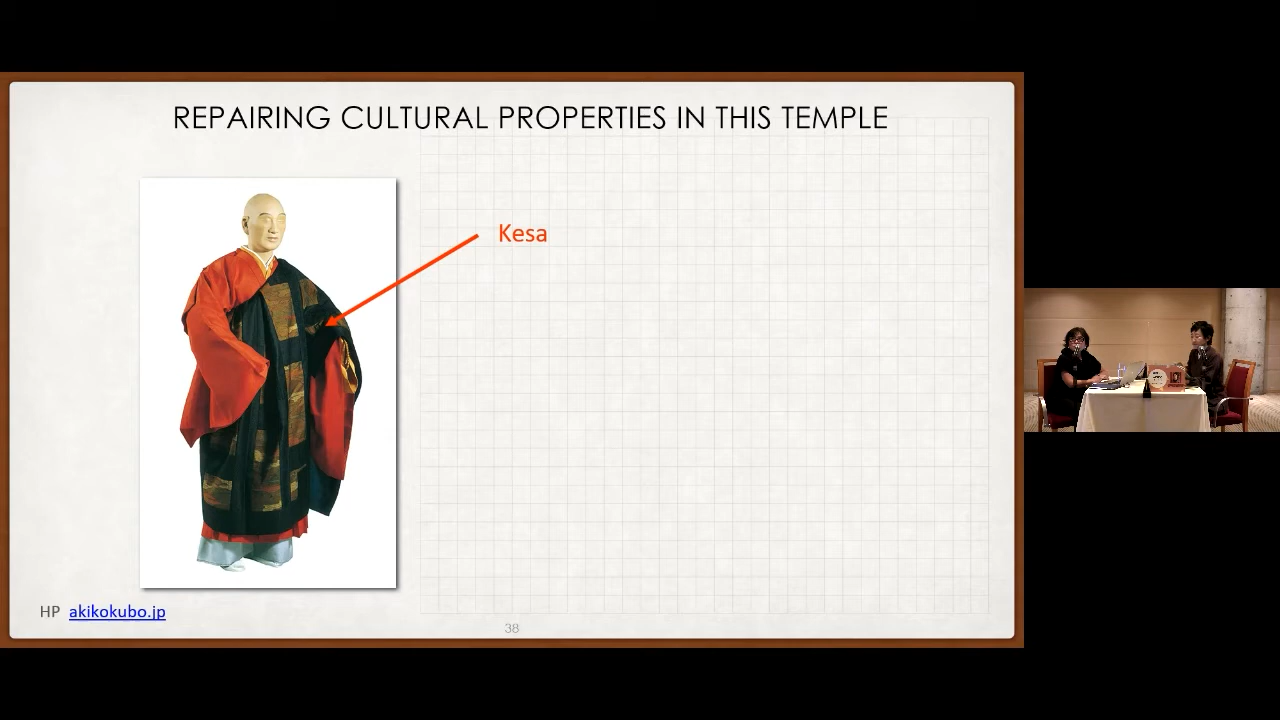 REPAIRING CULTURAL PROPERTIES IN THIS TEMPLE
Kesa
HP akikokubo.jp
38